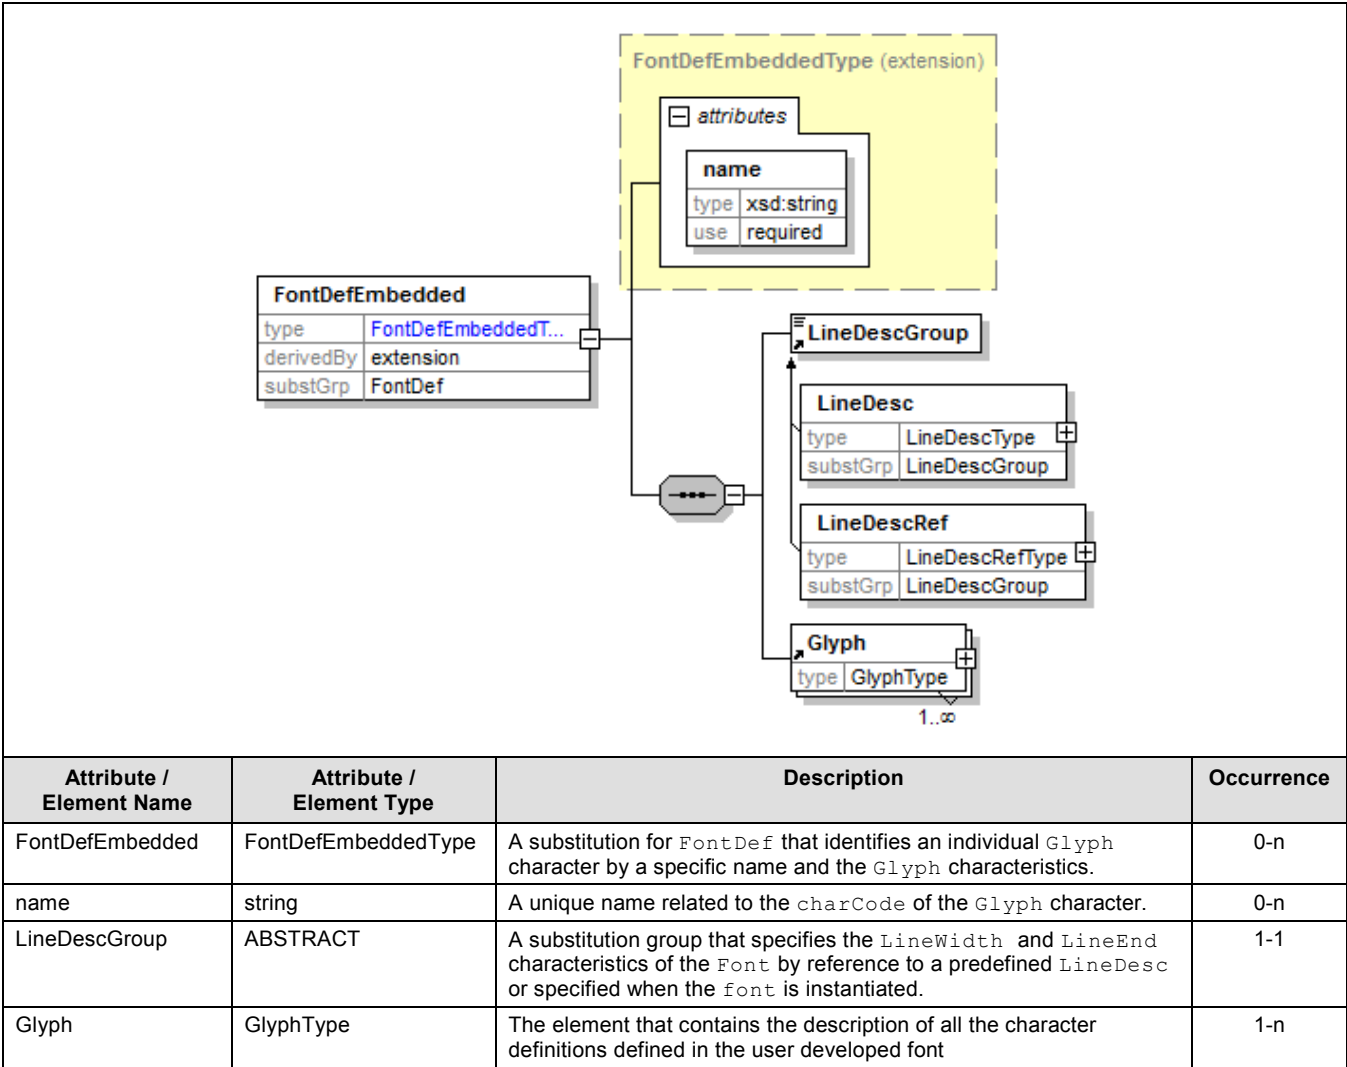 FontDefEmbeddedType (extension)
attributes
name
type xsd:string
use required
FontDefEmbedded
type FontDefEmbeddedT...
derivedBy extension
substGrp FontDef
LineDescGroup
LineDesc
type LineDescType
substGrp LineDescGroup
LineDescRef
type LineDescRefType
substGrp LineDescGroup
Glyph
type GlyphType
1..∞
Attribute /
Element Name
Attribute /
Element Type
Description
Occurrence
FontDefEmbedded
FontDefEmbeddedType
A substitution for FontDef that identifies an individual Glyph
character by a specific name and the Glyph characteristics.
0-n
name
string
A unique name related to the charCode of the Glyph character.
0-n
LineDescGroup
ABSTRACT
A substitution group that specifies the LineWidth and LineEnd
characteristics of the Font by reference to a predefined LineDesc
or specified when the font is instantiated.
1-1
Glyph
GlyphType
The element that contains the description of all the character
definitions defined in the user developed font
1-n